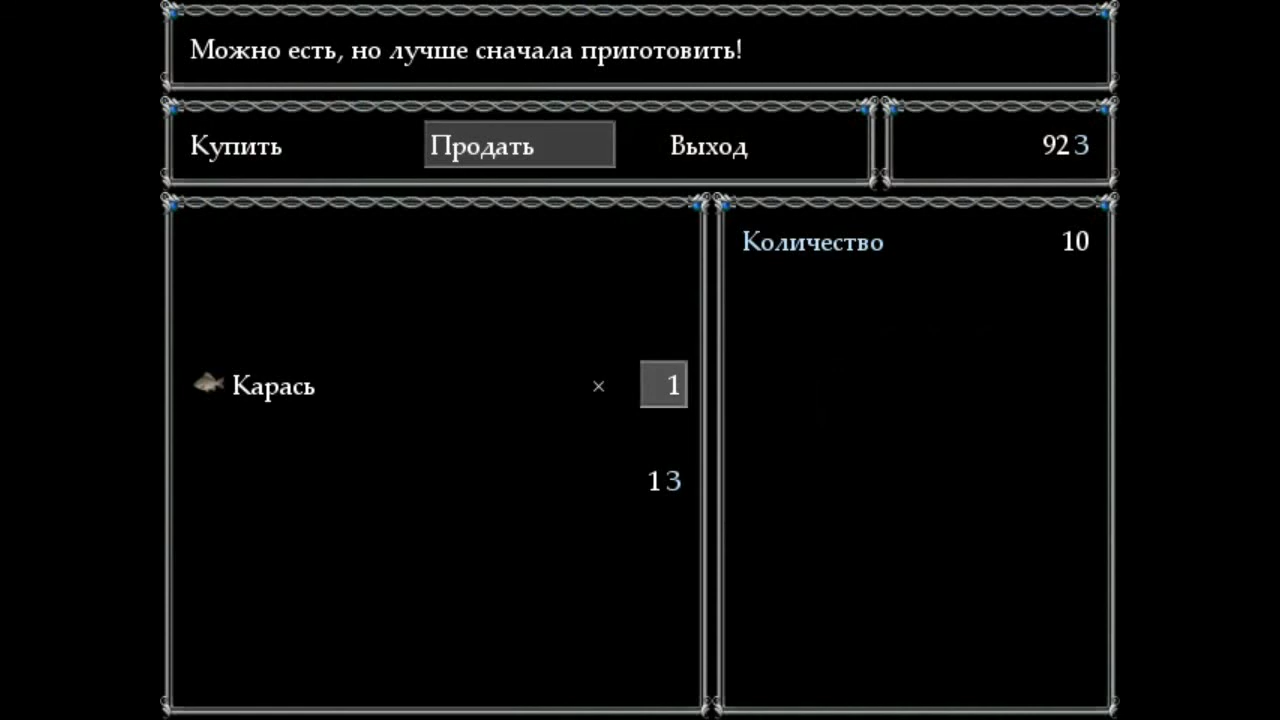 Можно есть, но лучше сначала приготовить!
Купить Продать Выход 92 З
Количество 10
Карась × 1
1 З